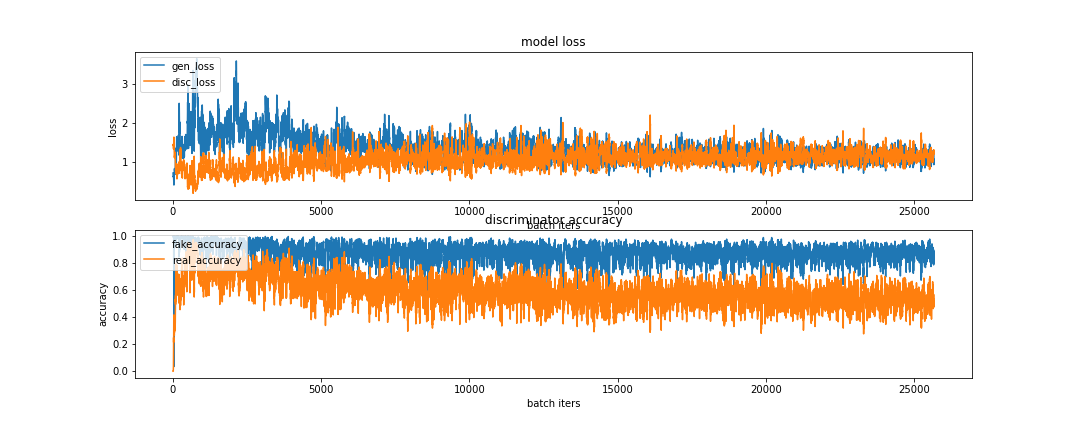 model loss
gen_loss
disc_loss
loss
3
2
1
0 5000 10000 15000 20000 25000
batch iters
discriminator accuracy
fake_accuracy
real_accuracy
accuracy
1.0
0.8
0.6
0.4
0.2
0.0
0 5000 10000 15000 20000 25000
batch iters